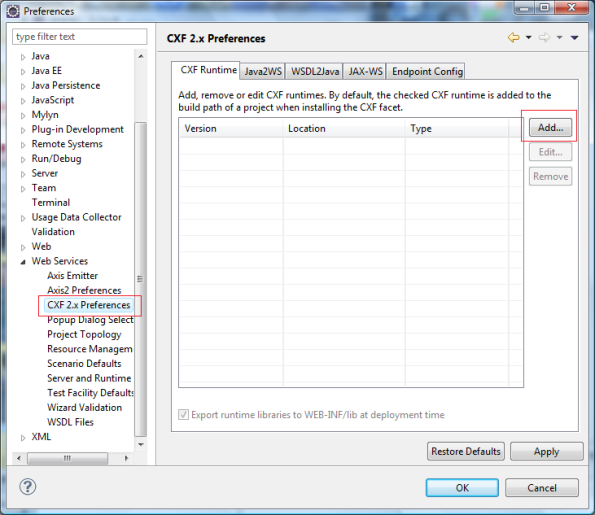 Preferences
type filter text
Java
Java EE
Java Persistence
JavaScript
Mylyn
Plug-in Development
Remote Systems
Run/Debug
Server
Team
Terminal
Usage Data Collector
Validation
Web
Web Services
Axis Emitter
Axis2 Preferences
CXF 2.x Preferences
Popup Dialog Select
Project Topology
Resource Managem
Scenario Defaults
Server and Runtime
Test Facility Defaults
Wizard Validation
WSDL Files
XML
CXF 2.x Preferences
CXF Runtime Java2WS WSDL2Java JAX-WS Endpoint Config
Add, remove or edit CXF runtimes. By default, the checked CXF runtime is added to the
build path of a project when installing the CXF facet.
Version Location Type
Add...
Edit...
Remove
Export runtime libraries to WEB-INF/lib at deployment time
Restore Defaults Apply
OK Cancel